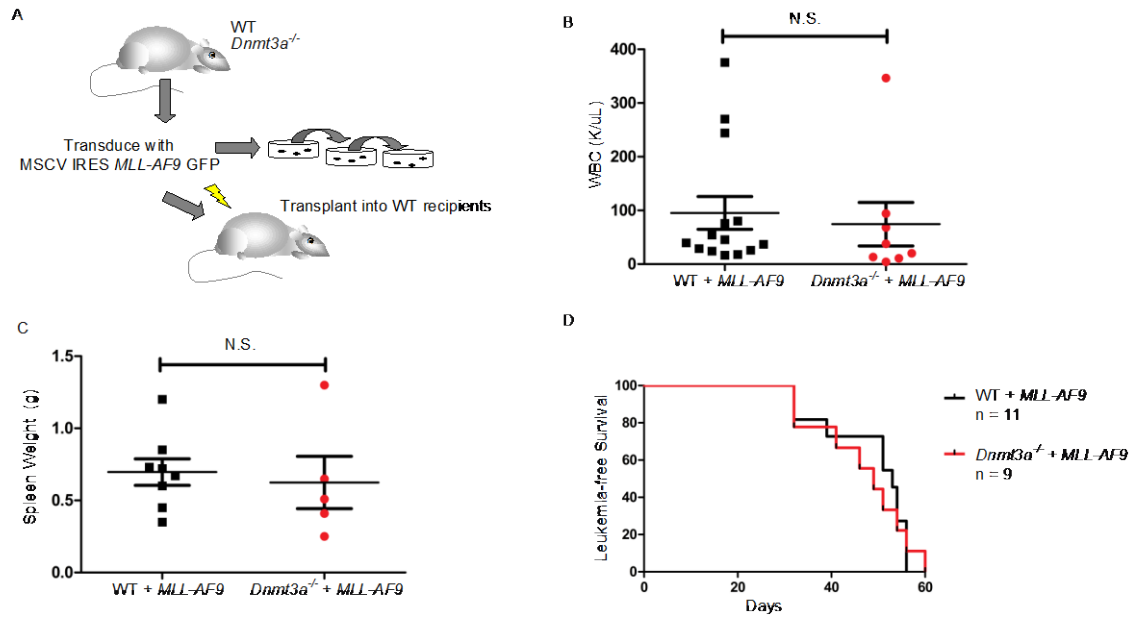 A
WT
Dnmt3a-/-
Transduce with
MSCV IRES MLL-AF9 GFP
Transplant into WT recipients
B
N.S.
WBC (K/uL)
400
300
200
100
0
WT + MLL-AF9
Dnmt3a-/- + MLL-AF9
C
N.S.
Spleen Weight (g)
1.5
1.0
0.5
0.0
WT + MLL-AF9
Dnmt3a-/- + MLL-AF9
D
Leukemia-free Survival
100
80
60
40
20
0
0
20
40
60
Days
WT + MLL-AF9
n = 11
Dnmt3a-/- + MLL-AF9
n = 9